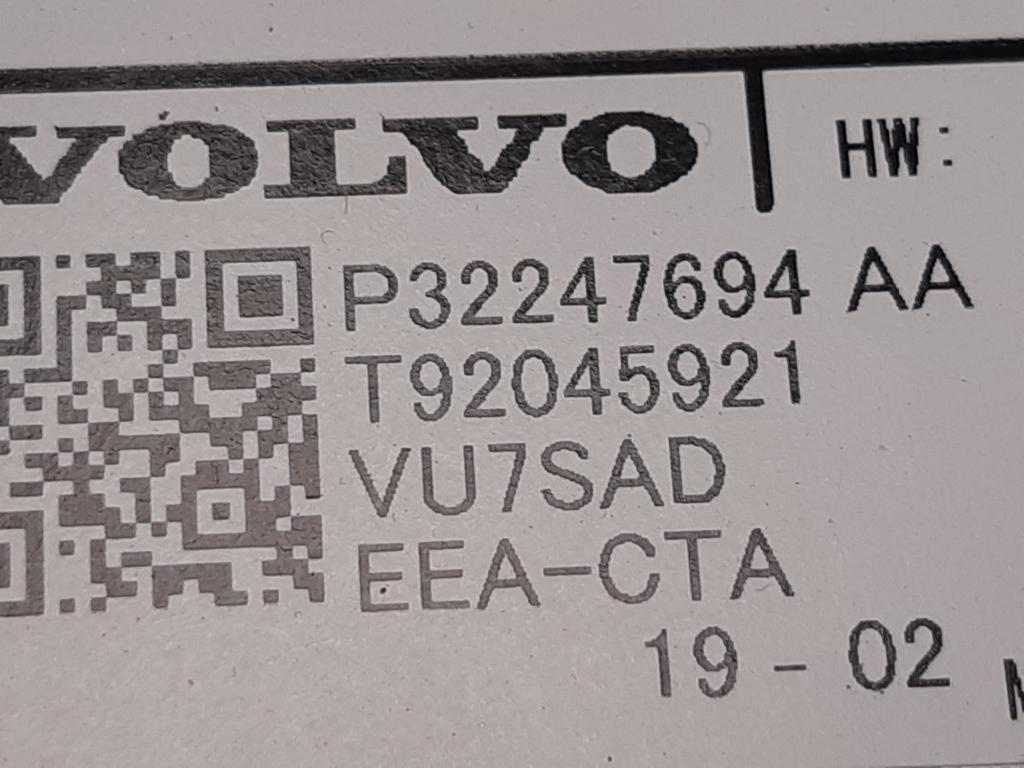 VOLVO
HW:
P32247694 AA
T92045921
VU7SAD
EEA-CTA
19 - 02